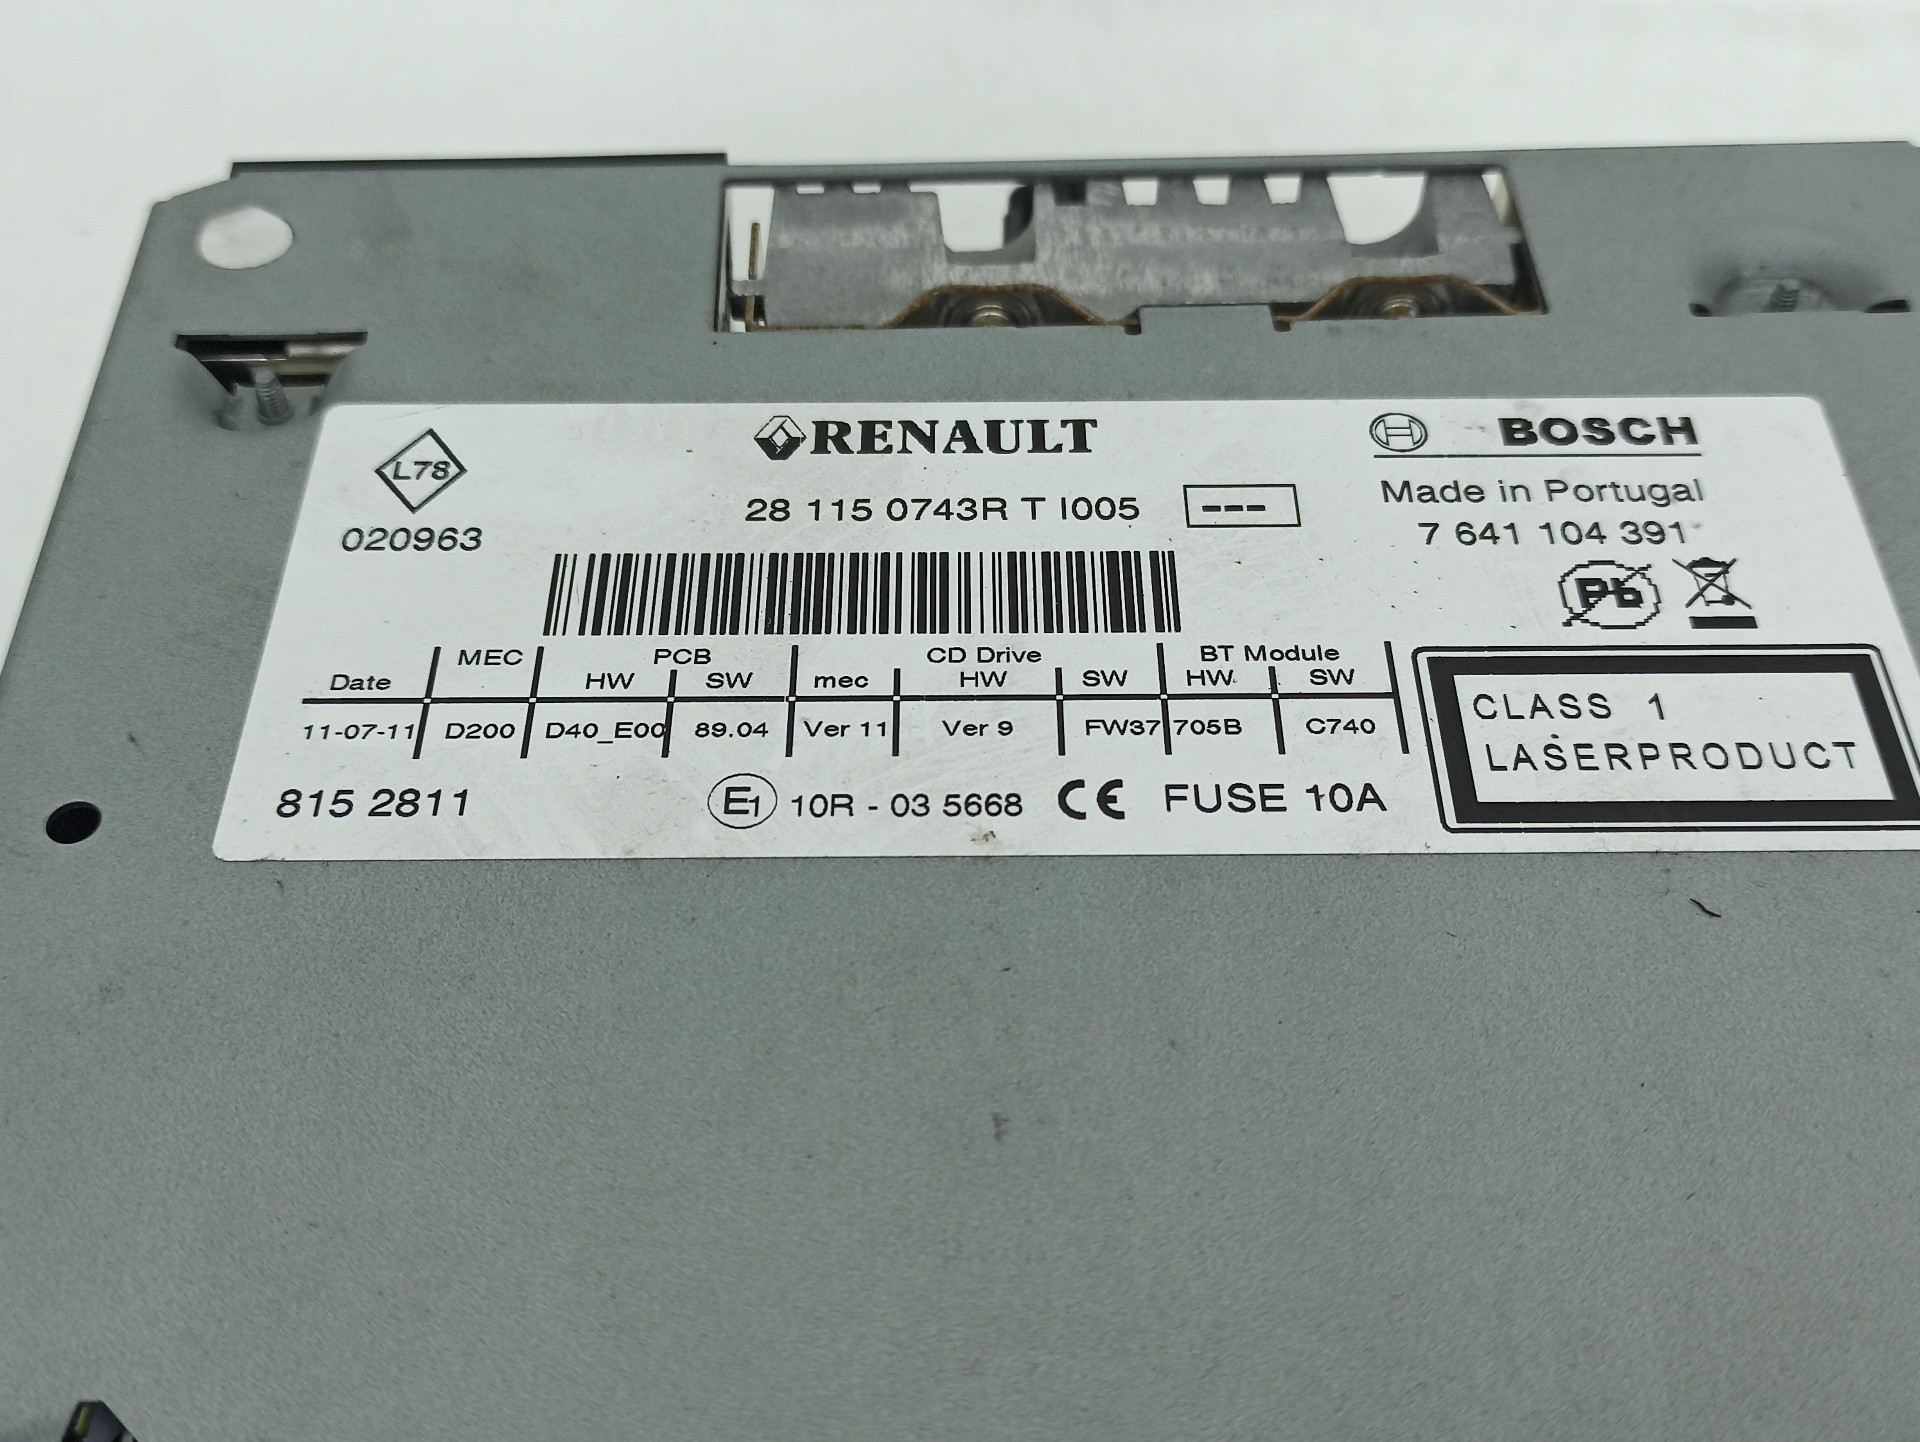 L78
020963
RENAULT
28 115 0743R T I005
---
BOSCH
Made in Portugal
7 641 104 391
Pb
MEC PCB CD Drive BT Module
Date HW SW mec HW SW HW SW
11-07-11 D200 D40_E00 89.04 Ver 11 Ver 9 FW37 705B C740
815 2811
E1 10R - 03 5668 CE FUSE 10A
CLASS 1
LASERPRODUCT